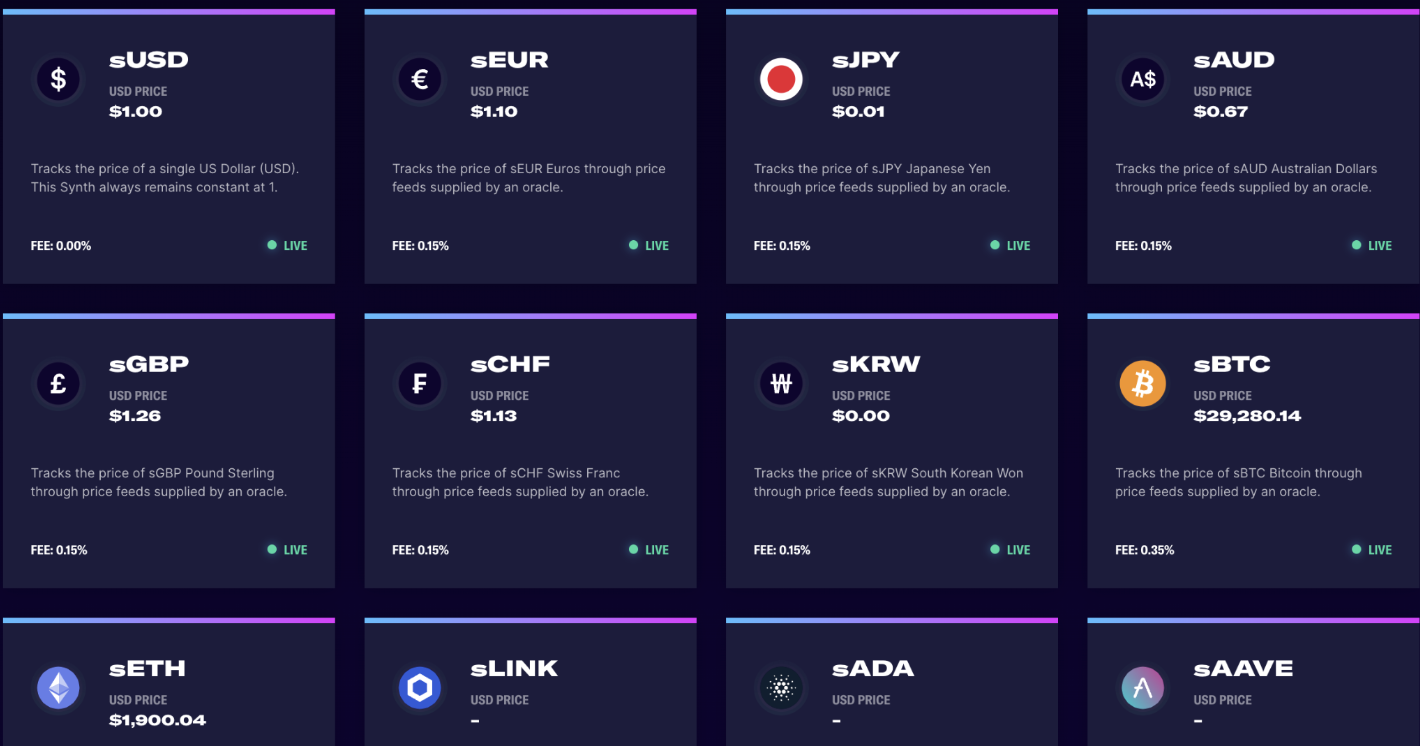 $
sUSD
USD PRICE
$1.00
Tracks the price of a single US Dollar (USD).
This Synth always remains constant at 1.
FEE: 0.00%
LIVE
€
sEUR
USD PRICE
$1.10
Tracks the price of sEUR Euros through price
feeds supplied by an oracle.
FEE: 0.15%
LIVE
sJPY
USD PRICE
$0.01
Tracks the price of sJPY Japanese Yen
through price feeds supplied by an oracle.
FEE: 0.15%
LIVE
A$
sAUD
USD PRICE
$0.67
Tracks the price of sAUD Australian Dollars
through price feeds supplied by an oracle.
FEE: 0.15%
LIVE
£
sGBP
USD PRICE
$1.26
Tracks the price of sGBP Pound Sterling
through price feeds supplied by an oracle.
FEE: 0.15%
LIVE
₣
sCHF
USD PRICE
$1.13
Tracks the price of sCHF Swiss Franc
through price feeds supplied by an oracle.
FEE: 0.15%
LIVE
₩
sKRW
USD PRICE
$0.00
Tracks the price of sKRW South Korean Won
through price feeds supplied by an oracle.
FEE: 0.15%
LIVE
₿
sBTC
USD PRICE
$29,280.14
Tracks the price of sBTC Bitcoin through
price feeds supplied by an oracle.
FEE: 0.35%
LIVE
sETH
USD PRICE
$1,900.04
sLINK
USD PRICE
–
sADA
USD PRICE
–
sAAVE
USD PRICE
–